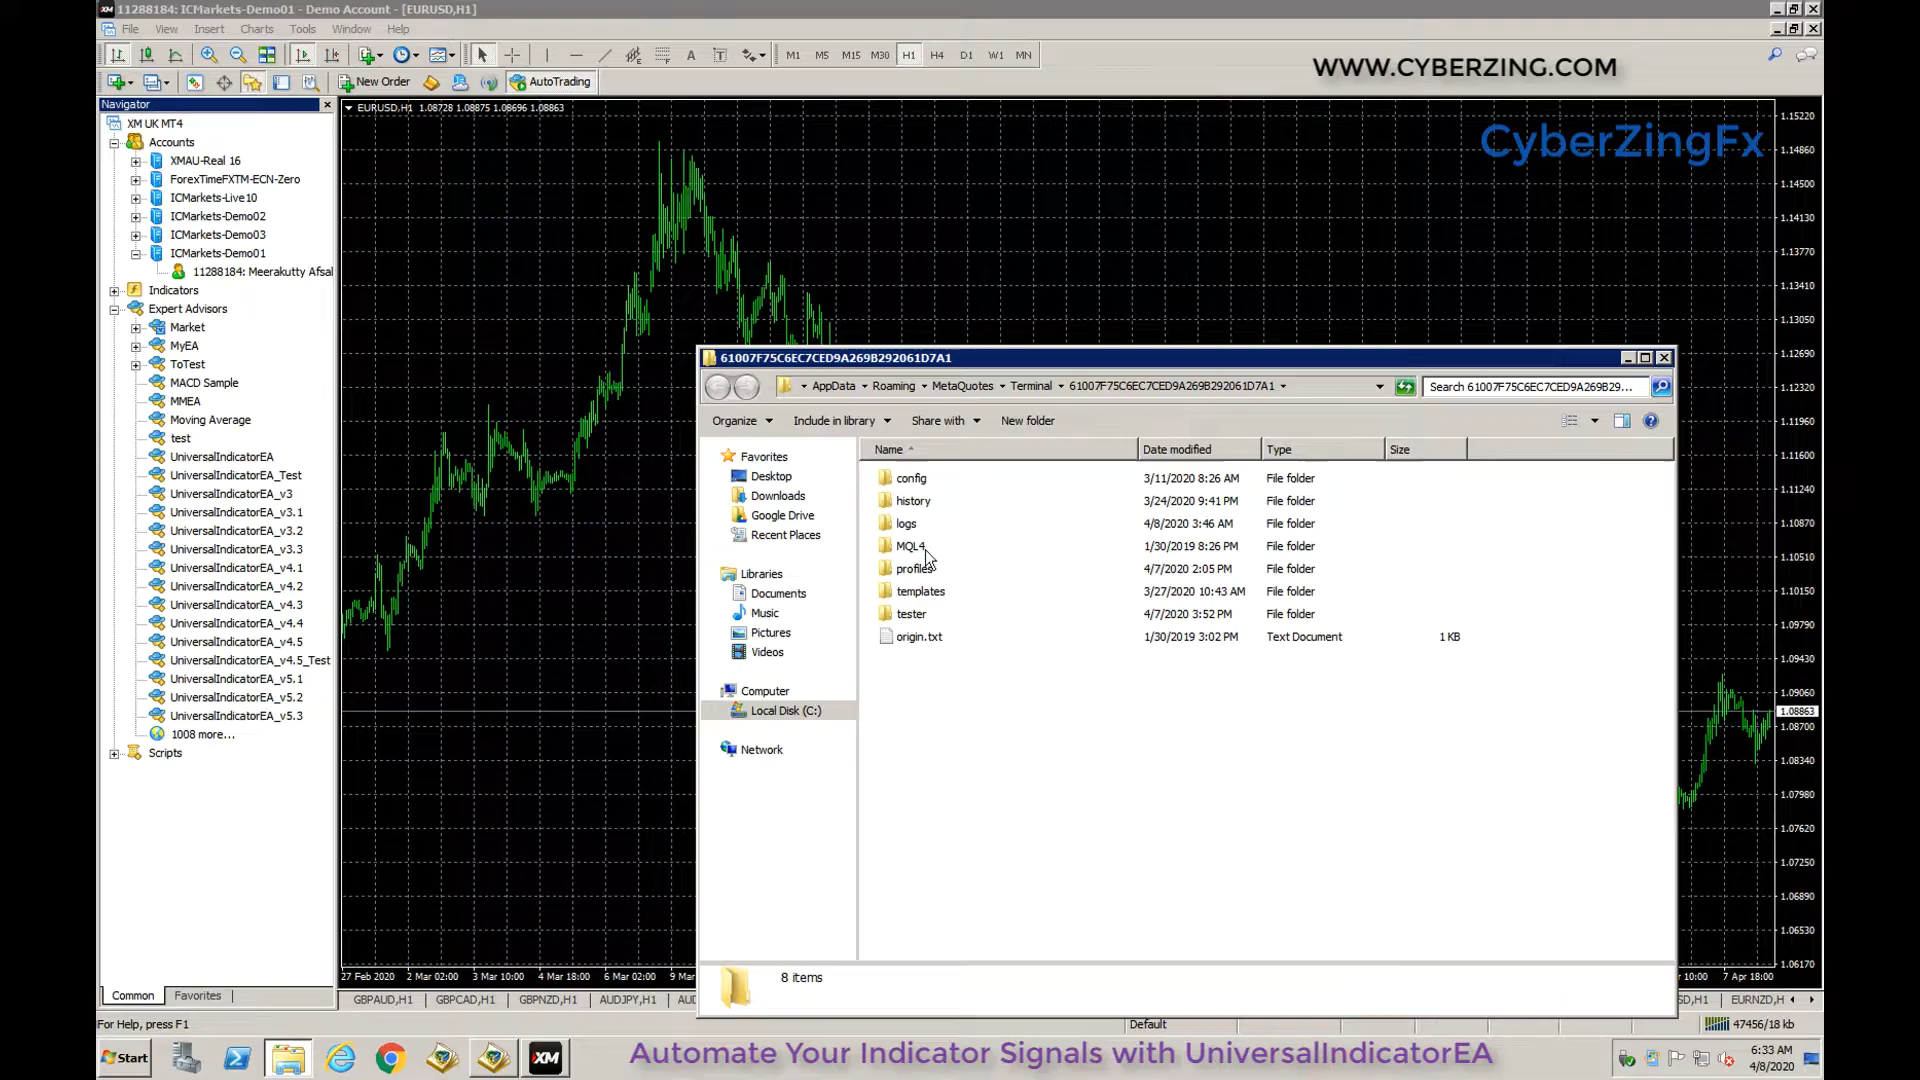 11288184: ICMarkets-Demo01 - Demo Account - [EURUSD,H1]
File View Insert Charts Tools Window Help
M1 M5 M15 M30 H1 H4 D1 W1 MN
WWW.CYBERZING.COM
New Order AutoTrading
Navigator
EURUSD,H1 1.08728 1.08875 1.08696 1.08863
CyberZingFx
XM UK MT4
Accounts
XMAU-Real 16
ForexTimeFXTM-ECN-Zero
ICMarkets-Live10
ICMarkets-Demo02
ICMarkets-Demo03
ICMarkets-Demo01
11288184: Meerakutty Afsal
Indicators
Expert Advisors
Market
MyEA
ToTest
MACD Sample
MMEA
Moving Average
test
UniversalIndicatorEA
UniversalIndicatorEA_Test
UniversalIndicatorEA_v3
UniversalIndicatorEA_v3.1
UniversalIndicatorEA_v3.2
UniversalIndicatorEA_v3.3
UniversalIndicatorEA_v4.1
UniversalIndicatorEA_v4.2
UniversalIndicatorEA_v4.3
UniversalIndicatorEA_v4.4
UniversalIndicatorEA_v4.5
UniversalIndicatorEA_v4.5_Test
UniversalIndicatorEA_v5.1
UniversalIndicatorEA_v5.2
UniversalIndicatorEA_v5.3
1008 more...
Scripts
Common Favorites
61007F75C6EC7CED9A269B292061D7A1
AppData Roaming MetaQuotes Terminal 61007F75C6EC7CED9A269B292061D7A1
Search 61007F75C6EC7CED9A269B29...
Organize Include in library Share with New folder
Favorites
Desktop
Downloads
Google Drive
Recent Places
Libraries
Documents
Music
Pictures
Videos
Computer
Local Disk (C:)
Network
Name Date modified Type Size
config 3/11/2020 8:26 AM File folder
history 3/24/2020 9:41 PM File folder
logs 4/8/2020 3:46 AM File folder
MQL4 1/30/2019 8:26 PM File folder
profiles 4/7/2020 2:05 PM File folder
templates 3/27/2020 10:43 AM File folder
tester 4/7/2020 3:52 PM File folder
origin.txt 1/30/2019 3:02 PM Text Document 1 KB
8 items
1.15220
1.14860
1.14500
1.14130
1.13770
1.13410
1.13050
1.12690
1.12320
1.11960
1.11600
1.11240
1.10870
1.10510
1.10150
1.09790
1.09430
1.09060
1.08863
1.08700
1.08340
1.07980
1.07620
1.07250
1.06890
1.06530
1.06170
27 Feb 2020 2 Mar 02:00 3 Mar 10:00 4 Mar 18:00 6 Mar 02:00 9 Mar
10:00 7 Apr 18:00
GBPAUD,H1 GBPCAD,H1 GBPNZD,H1 AUDJPY,H1 AUD
SD,H1 EURNZD,H
For Help, press F1
Default
47456/18 kb
Start
XM
Automate Your Indicator Signals with UniversalIndicatorEA
6:33 AM
4/8/2020